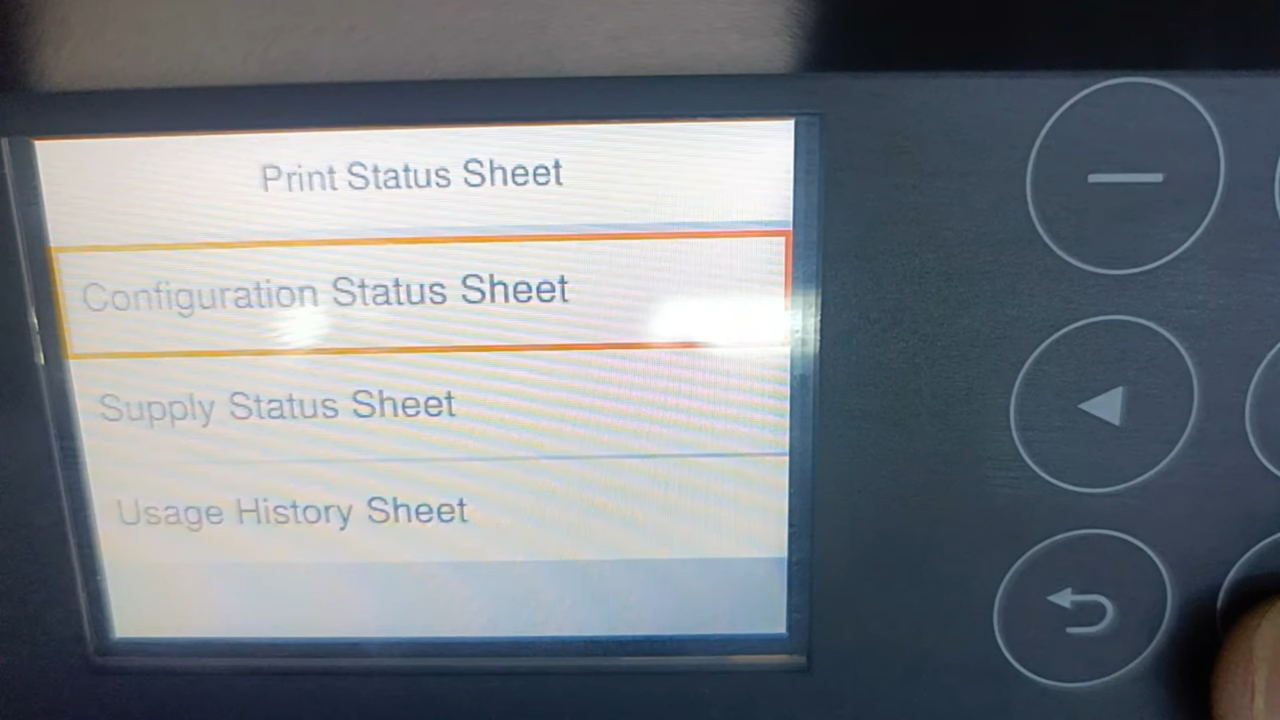 Print Status Sheet
Configuration Status Sheet
Supply Status Sheet
Usage History Sheet